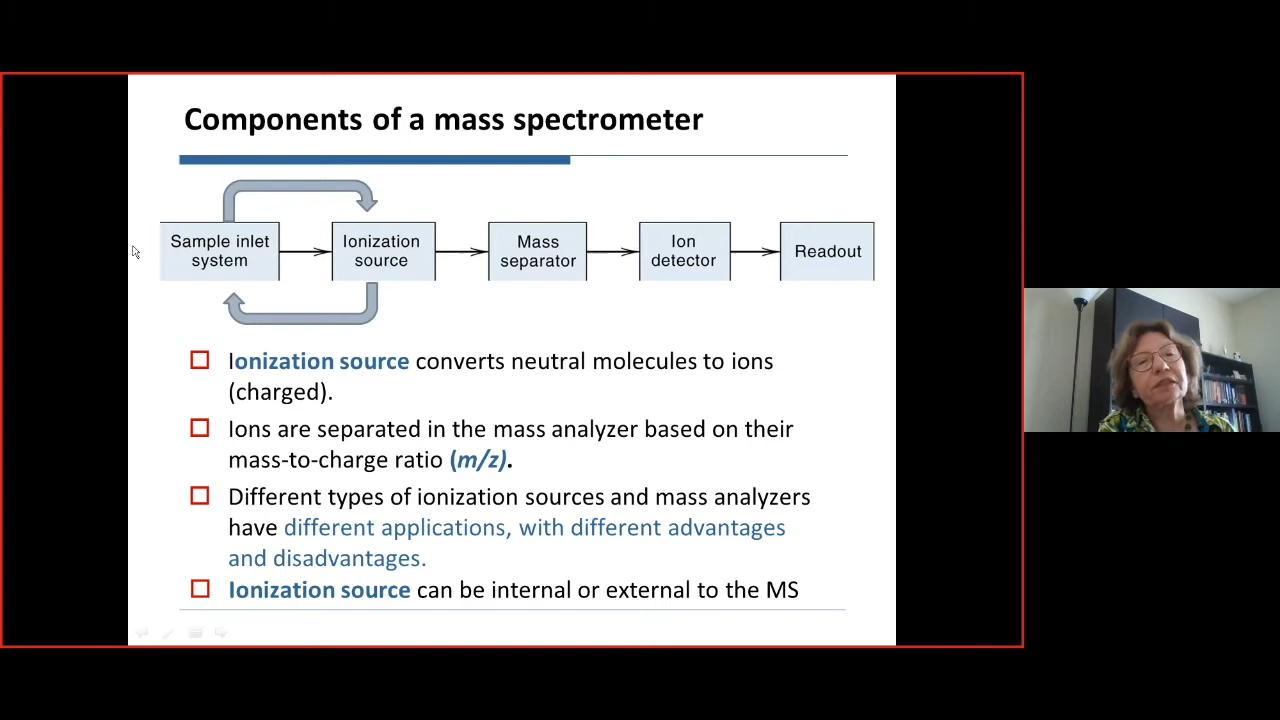 Components of a mass spectrometer
Sample inlet
system
Ionization
source
Mass
separator
Ion
detector
Readout
Ionization source converts neutral molecules to ions
(charged).
Ions are separated in the mass analyzer based on their
mass-to-charge ratio (m/z).
Different types of ionization sources and mass analyzers
have different applications, with different advantages
and disadvantages.
Ionization source can be internal or external to the MS